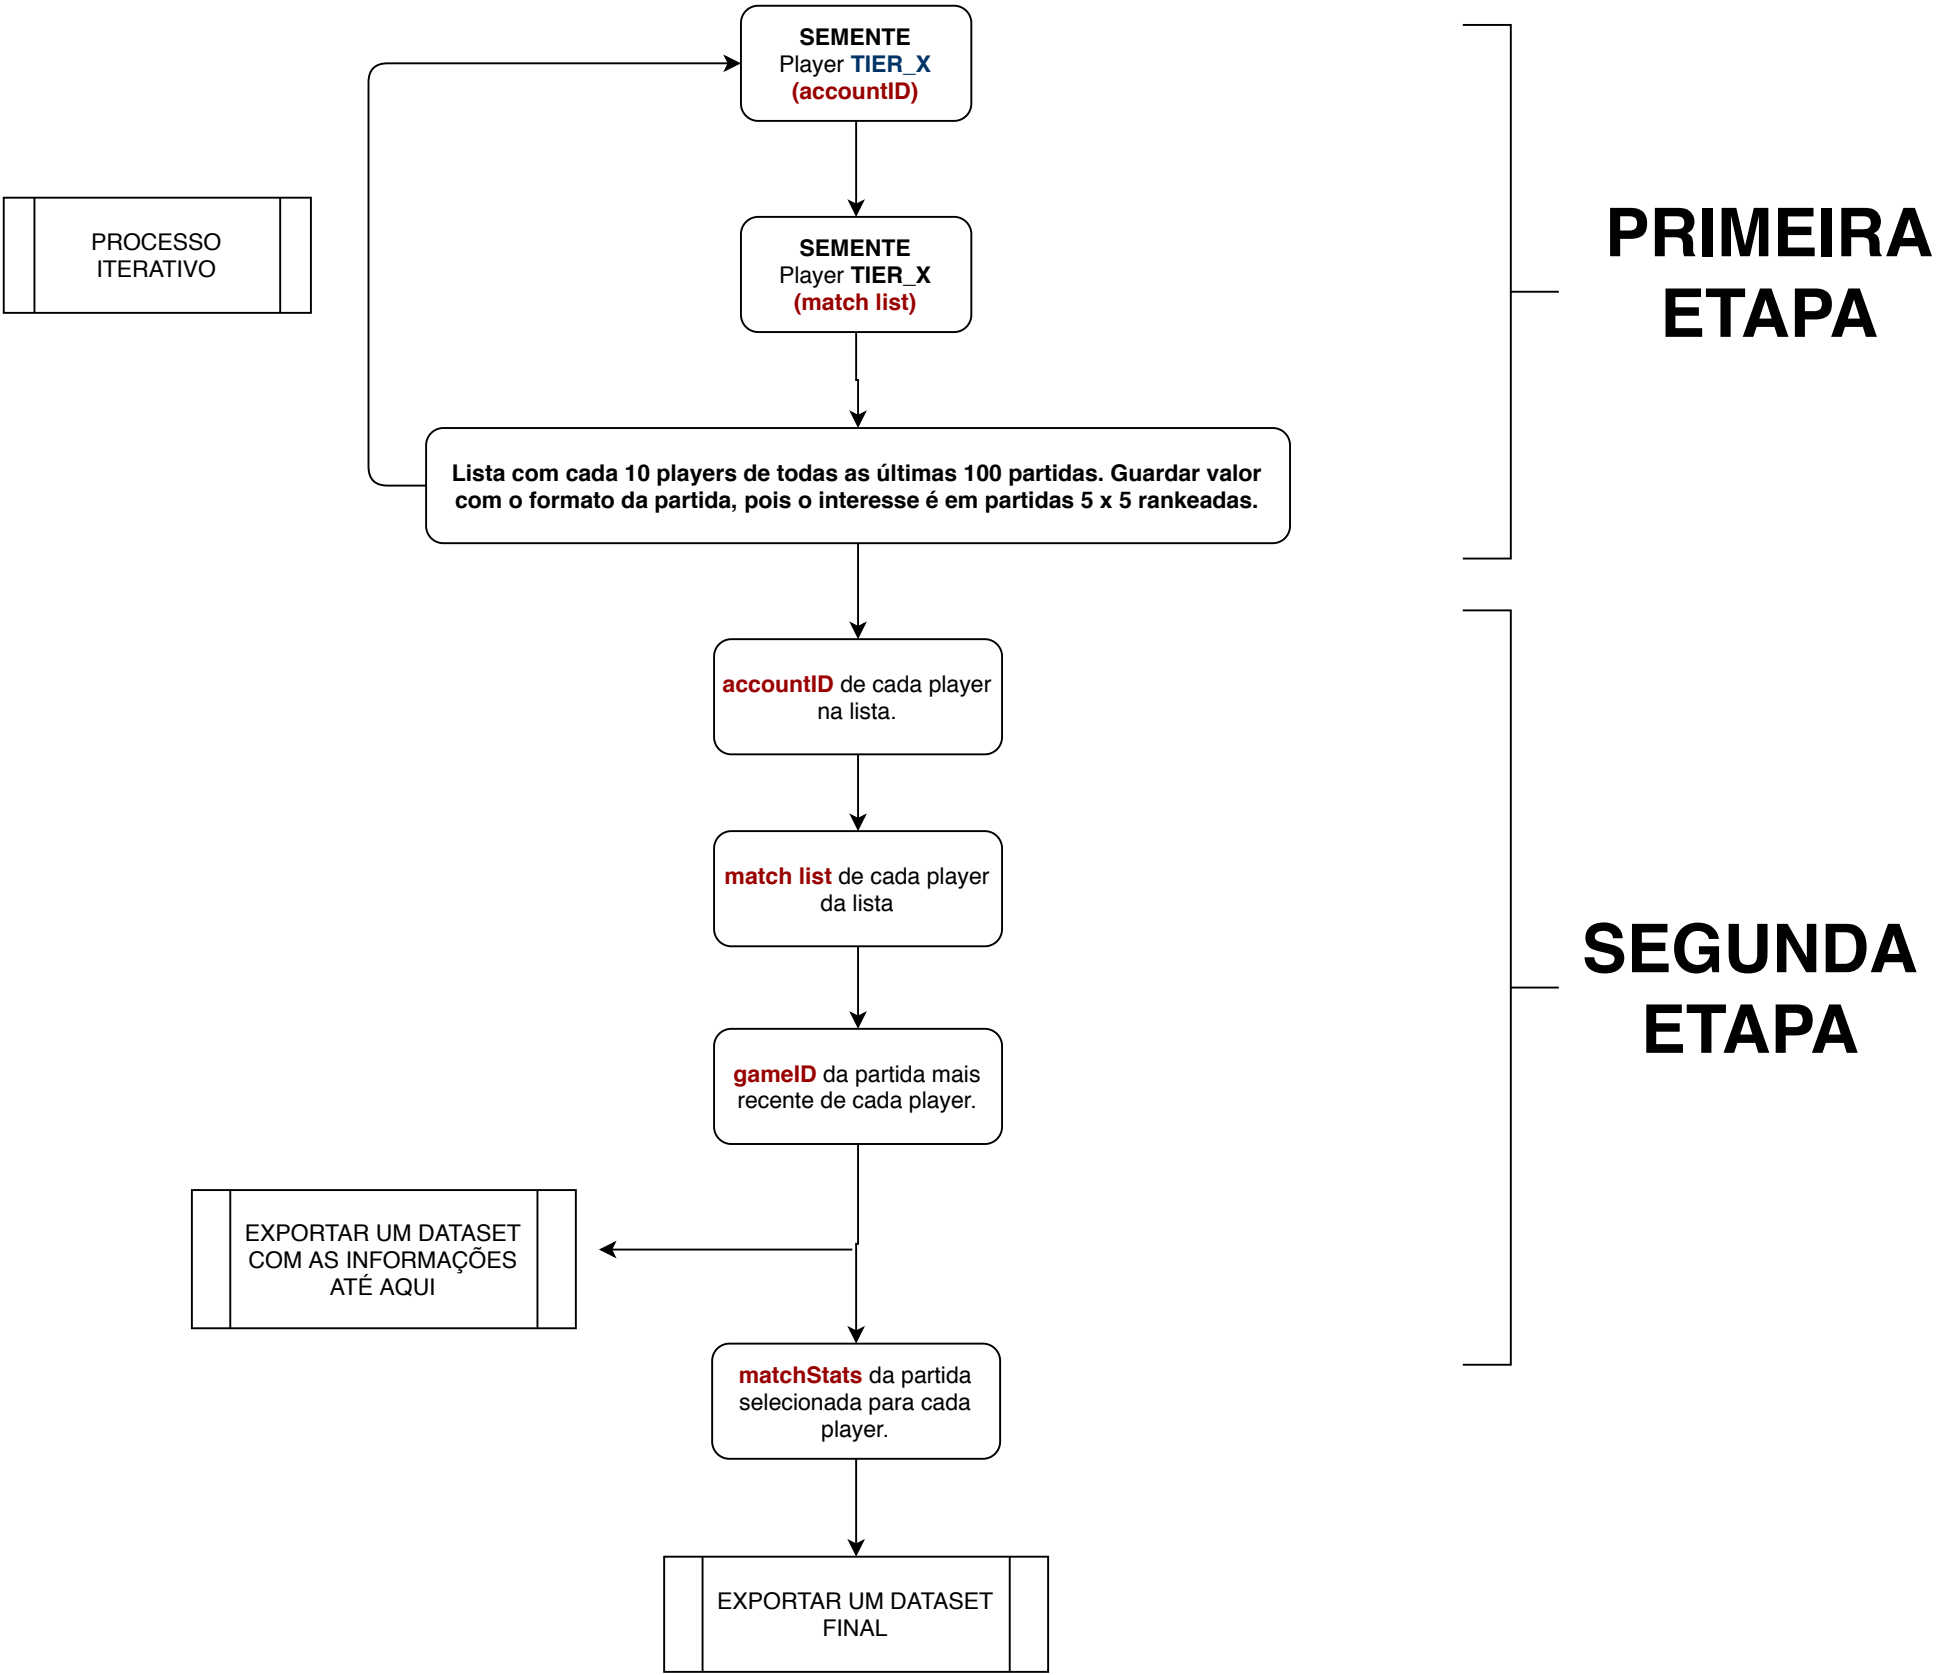 SEMENTE
Player TIER_X
(accountID)
PROCESSO
ITERATIVO
SEMENTE
Player TIER_X
(match list)
PRIMEIRA
ETAPA
Lista com cada 10 players de todas as últimas 100 partidas. Guardar valor
com o formato da partida, pois o interesse é em partidas 5 x 5 rankeadas.
accountID de cada player
na lista.
match list de cada player
da lista
SEGUNDA
ETAPA
gameID da partida mais
recente de cada player.
EXPORTAR UM DATASET
COM AS INFORMAÇÕES
ATÉ AQUI
matchStats da partida
selecionada para cada
player.
EXPORTAR UM DATASET
FINAL